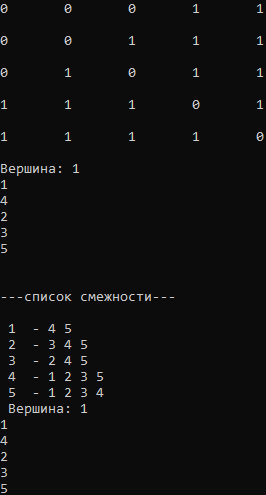 0 0 0 1 1
0 0 1 1 1
0 1 0 1 1
1 1 1 0 1
1 1 1 1 0
Вершина: 1
1
4
2
3
5
---список смежности---
1 - 4 5
2 - 3 4 5
3 - 2 4 5
4 - 1 2 3 5
5 - 1 2 3 4
Вершина: 1
1
4
2
3
5